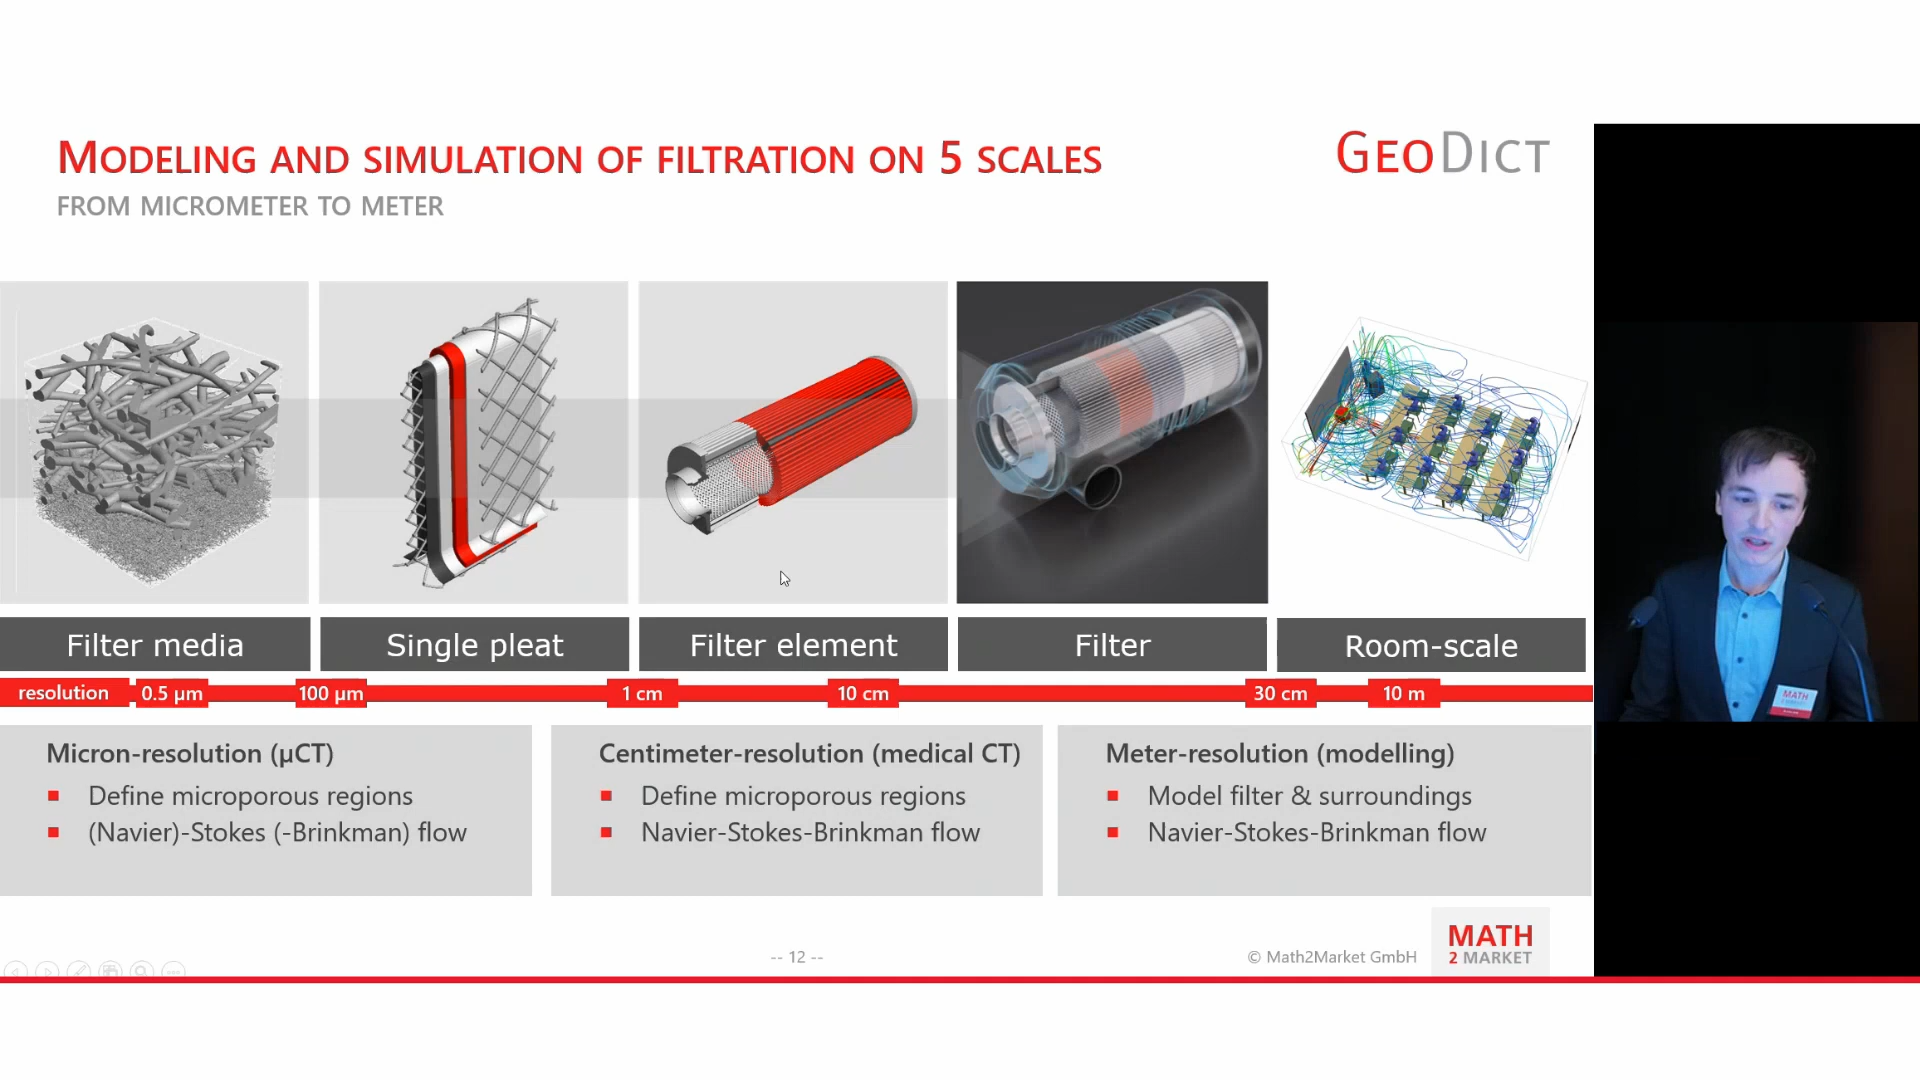 MODELING AND SIMULATION OF FILTRATION ON 5 SCALES
FROM MICROMETER TO METER
GEODICT
Filter media
Single pleat
Filter element
Filter
Room-scale
resolution 0.5 µm 100 µm 1 cm 10 cm 30 cm 10 m
Micron-resolution (µCT)
▪ Define microporous regions
▪ (Navier)-Stokes (-Brinkman) flow
Centimeter-resolution (medical CT)
▪ Define microporous regions
▪ Navier-Stokes-Brinkman flow
Meter-resolution (modelling)
▪ Model filter & surroundings
▪ Navier-Stokes-Brinkman flow
-- 12 --
© Math2Market GmbH
MATH
2 MARKET
MATH